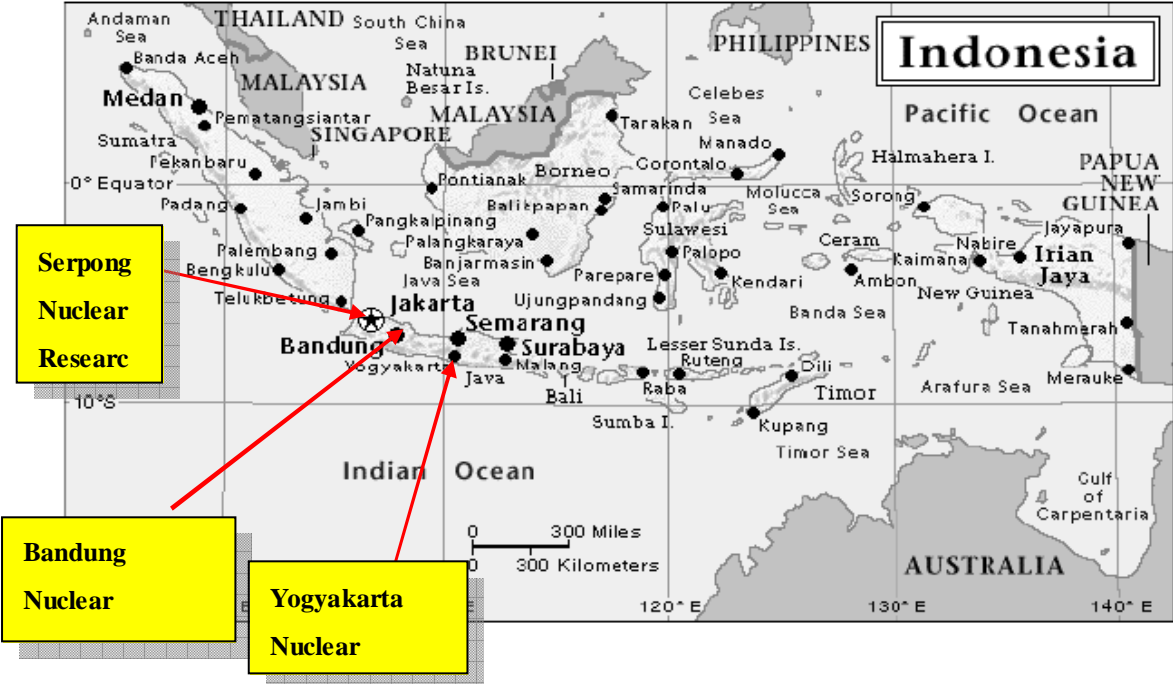 Andaman
Sea
THAILAND
South China
Sea
BRUNEI
PHILIPPINES
Indonesia
Banda Aceh
MALAYSIA
Natuna
Besar Is.
Celebes
Sea
Pacific Ocean
Medan
Pematangsiantar
SINGAPORE
MALAYSIA
Tarakan
Manado
Sumatra
Pekanbaru
Borneo
Gorontalo
Halmahera I.
PAPUA
NEW
GUINEA
0° Equator
Pontianak
Samarinda
Molucca
Sea
Sorong
Padang
Jambi
Balikpapan
Palu
Pangkalpinang
Sulawesi
Jayapura
Palembang
Palangkaraya
Palopo
Ceram
Nabire
Irian
Jaya
Bengkulu
Banjarmasin
Java Sea
Parepare
Kendari
Ambon
Kaimana
Telukbetung
Jakarta
Ujungpandang
Banda Sea
New Guinea
Semarang
Tanahmerah
Bandung
Surabaya
Lesser Sunda Is.
Yogyakarta
Java
Malang
Ruteng
Dili
Bali
Raba
Timor
Arafura Sea
Merauke
10°S
Sumba I.
Kupang
Timor Sea
Indian Ocean
Gulf
of
Carpentaria
0 300 Miles
0 300 Kilometers
AUSTRALIA
E
120° E
130° E
140° E
Serpong
Nuclear
Researc
Bandung
Nuclear
Yogyakarta
Nuclear